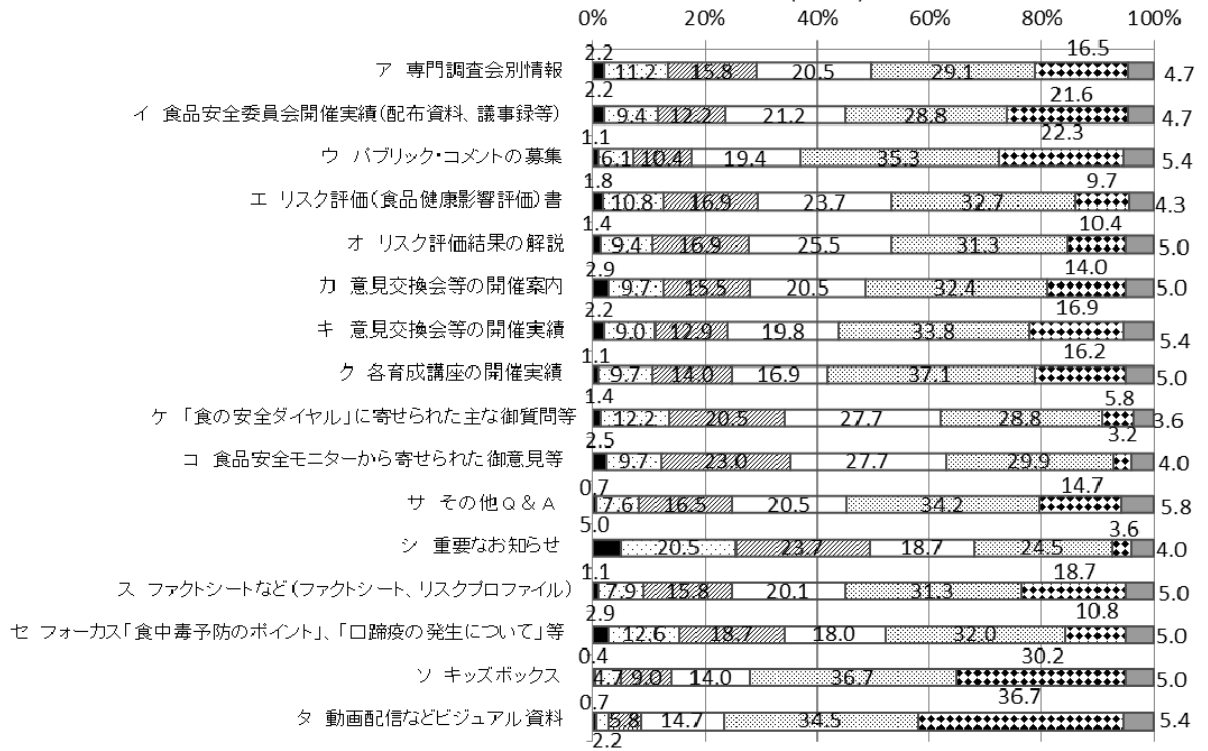 0% 20% 40% 60% 80% 100%
2.2 16.5
ア 専門調査会別情報 11.2 15.8 20.5 29.1 4.7
2.2 21.6
イ 食品安全委員会開催実績(配布資料、議事録等) 9.4 12.2 21.2 28.8 4.7
1.1 22.3
ウ パブリック・コメントの募集 6.1 10.4 19.4 35.3 5.4
1.8 9.7
エ リスク評価(食品健康影響評価)書 10.8 16.9 23.7 32.7 4.3
1.4 10.4
オ リスク評価結果の解説 9.4 16.9 25.5 31.3 5.0
2.9 14.0
カ 意見交換会等の開催案内 9.7 15.5 20.5 32.4 5.0
2.2 16.9
キ 意見交換会等の開催実績 9.0 12.9 19.8 33.8 5.4
1.1 16.2
ク 各育成講座の開催実績 9.7 14.0 16.9 37.1 5.0
1.4 5.8
ケ 「食の安全ダイヤル」に寄せられた主な御質問等 12.2 20.5 27.7 28.8 3.6
2.5 3.2
コ 食品安全モニターから寄せられた御意見等 9.7 23.0 27.7 29.9 4.0
0.7 14.7
サ その他Q&A 7.6 16.5 20.5 34.2 5.8
5.0 3.6
シ 重要なお知らせ 20.5 23.7 18.7 24.5 4.0
1.1 18.7
ス ファクトシートなど(ファクトシート、リスクプロファイル) 7.9 15.8 20.1 31.3 5.0
2.9 10.8
セ フォーカス「食中毒予防のポイント」、「口蹄疫の発生について」等 12.6 18.7 18.0 32.0 5.0
0.4 30.2
ソ キッズボックス 4.7 9.0 14.0 36.7 5.0
0.7 36.7
タ 動画配信などビジュアル資料 5.8 14.7 34.5 5.4
2.2